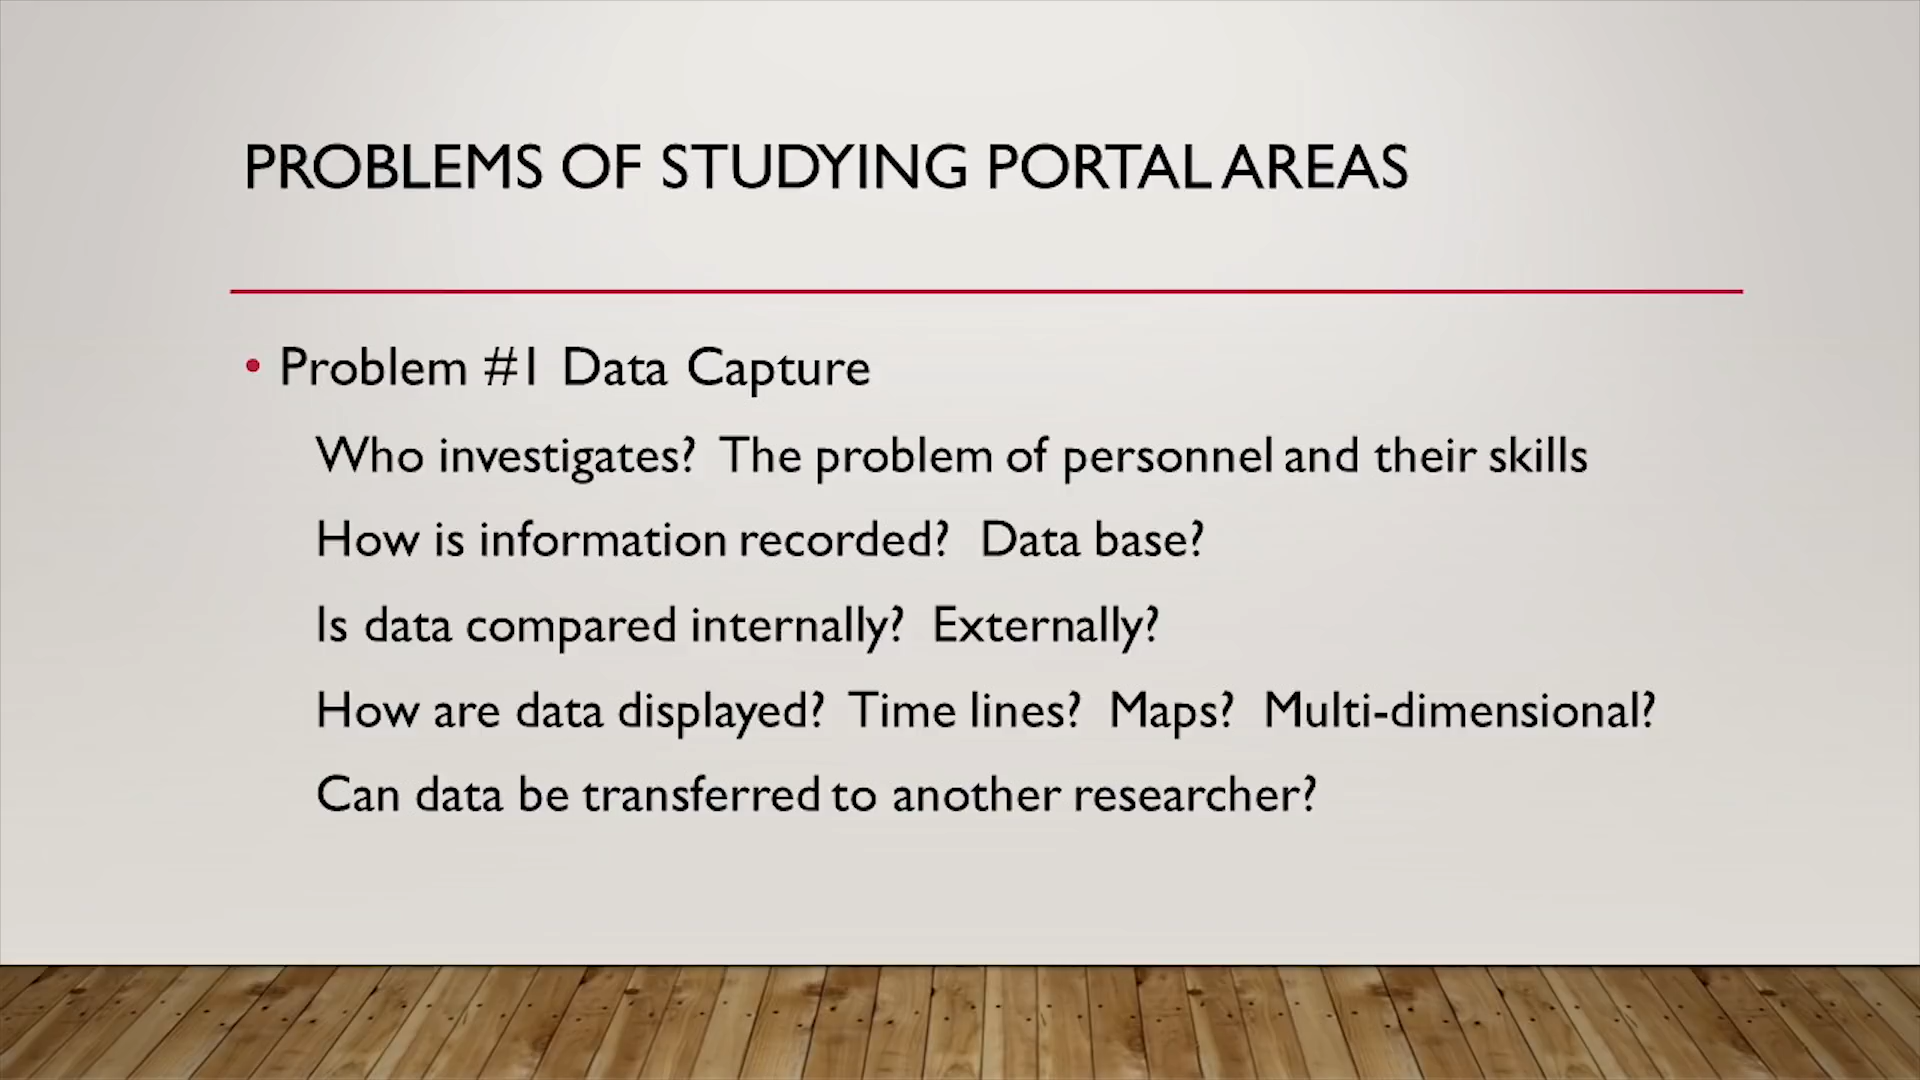 PROBLEMS OF STUDYING PORTAL AREAS
• Problem #1 Data Capture
Who investigates? The problem of personnel and their skills
How is information recorded? Data base?
Is data compared internally? Externally?
How are data displayed? Time lines? Maps? Multi-dimensional?
Can data be transferred to another researcher?